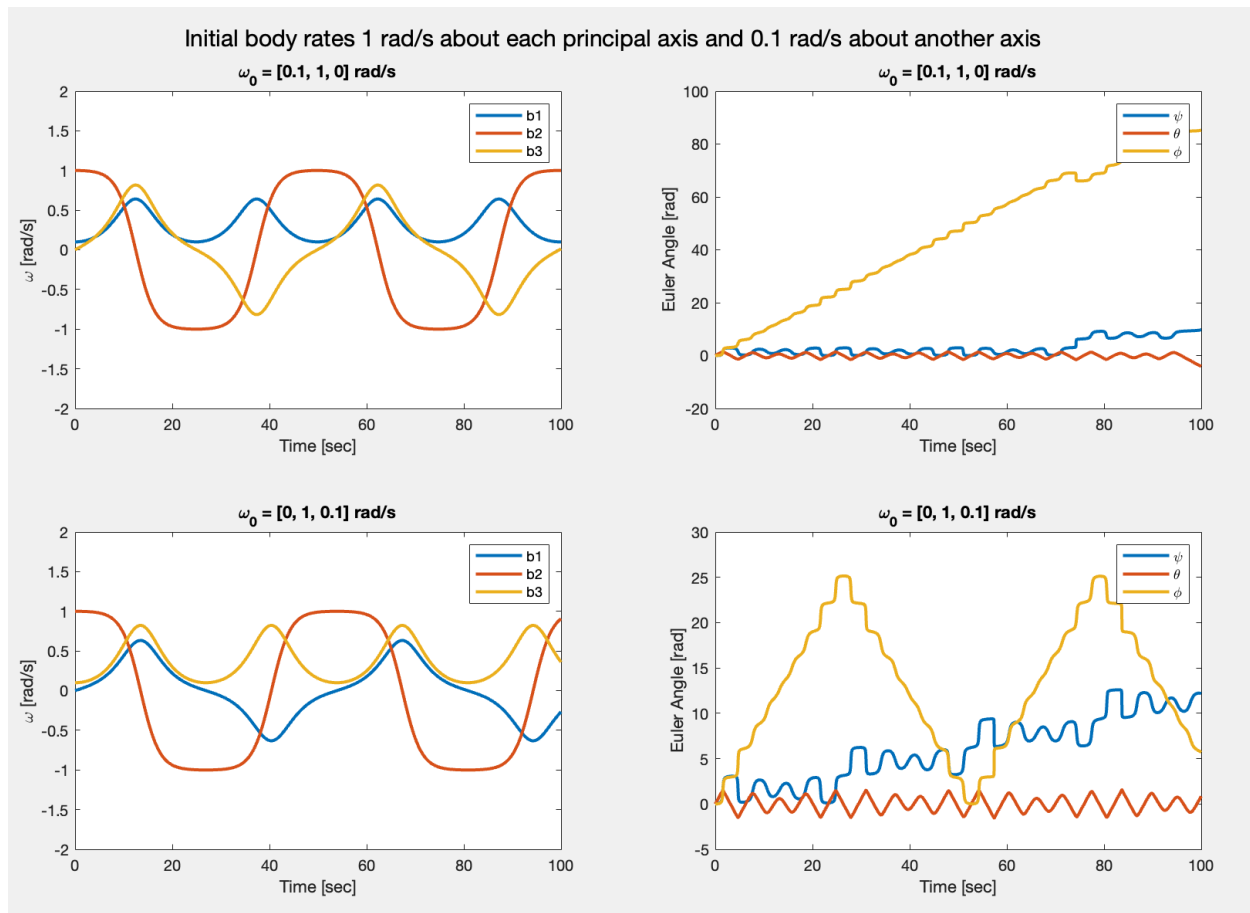 Initial body rates 1 rad/s about each principal axis and 0.1 rad/s about another axis
ω0 = [0.1, 1, 0] rad/s
2
1.5
1
0.5
0
-0.5
-1
-1.5
-2
ω [rad/s]
0 20 40 60 80 100
Time [sec]
b1
b2
b3
ω0 = [0.1, 1, 0] rad/s
100
80
60
40
20
0
-20
Euler Angle [rad]
0 20 40 60 80 100
Time [sec]
ψ
θ
ϕ
ω0 = [0, 1, 0.1] rad/s
2
1.5
1
0.5
0
-0.5
-1
-1.5
-2
ω [rad/s]
0 20 40 60 80 100
Time [sec]
b1
b2
b3
ω0 = [0, 1, 0.1] rad/s
30
25
20
15
10
5
0
-5
Euler Angle [rad]
0 20 40 60 80 100
Time [sec]
ψ
θ
ϕ